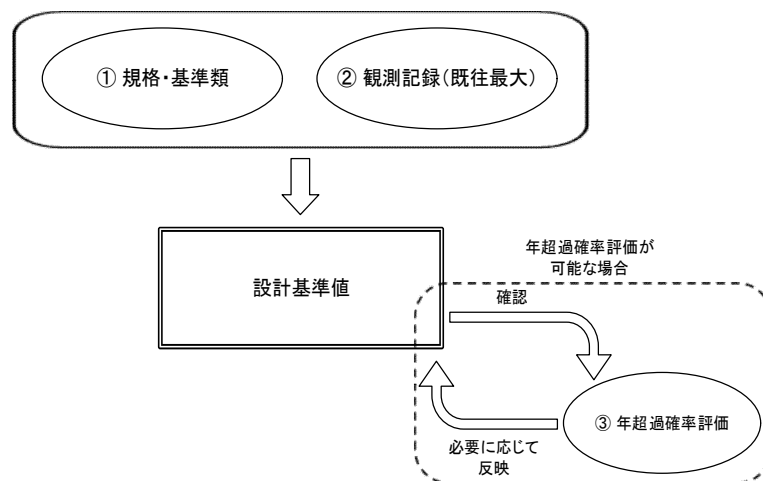 ① 規格・基準類
② 観測記録(既往最大)
設計基準値
年超過確率評価が
可能な場合
確認
③ 年超過確率評価
必要に応じて
反映